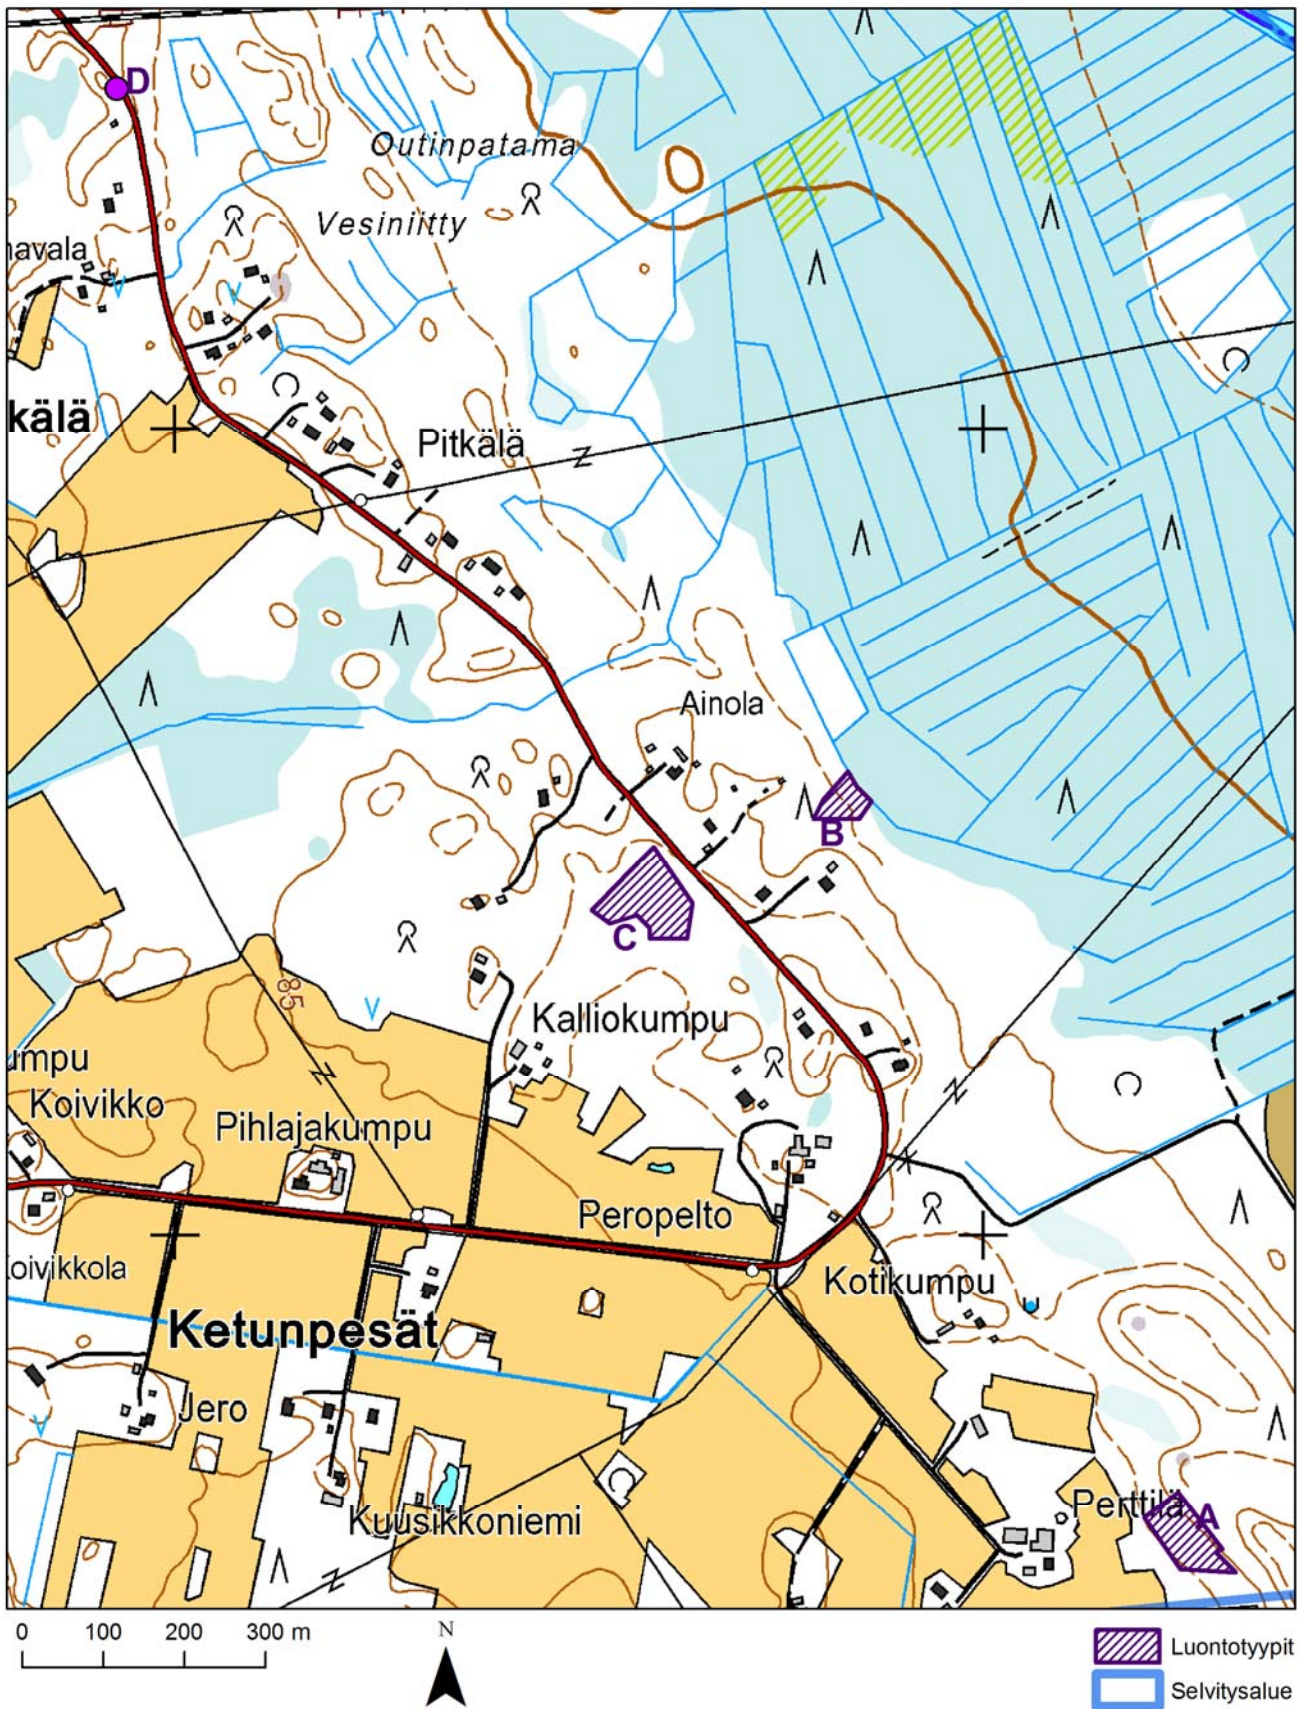 D
Outinpatama
Vesiniitty
navala
kälä
Pitkälä
Ainola
B
C
85
Kalliokumpu
umpu
Koivikko
Pihlajakumpu
Peropelto
oivikkola
Kotikumpu
Ketunpesät
Jero
Kuusikkoniemi
Perttilä
A
0 100 200 300 m
N
Luontotyypit
Selvitysalue